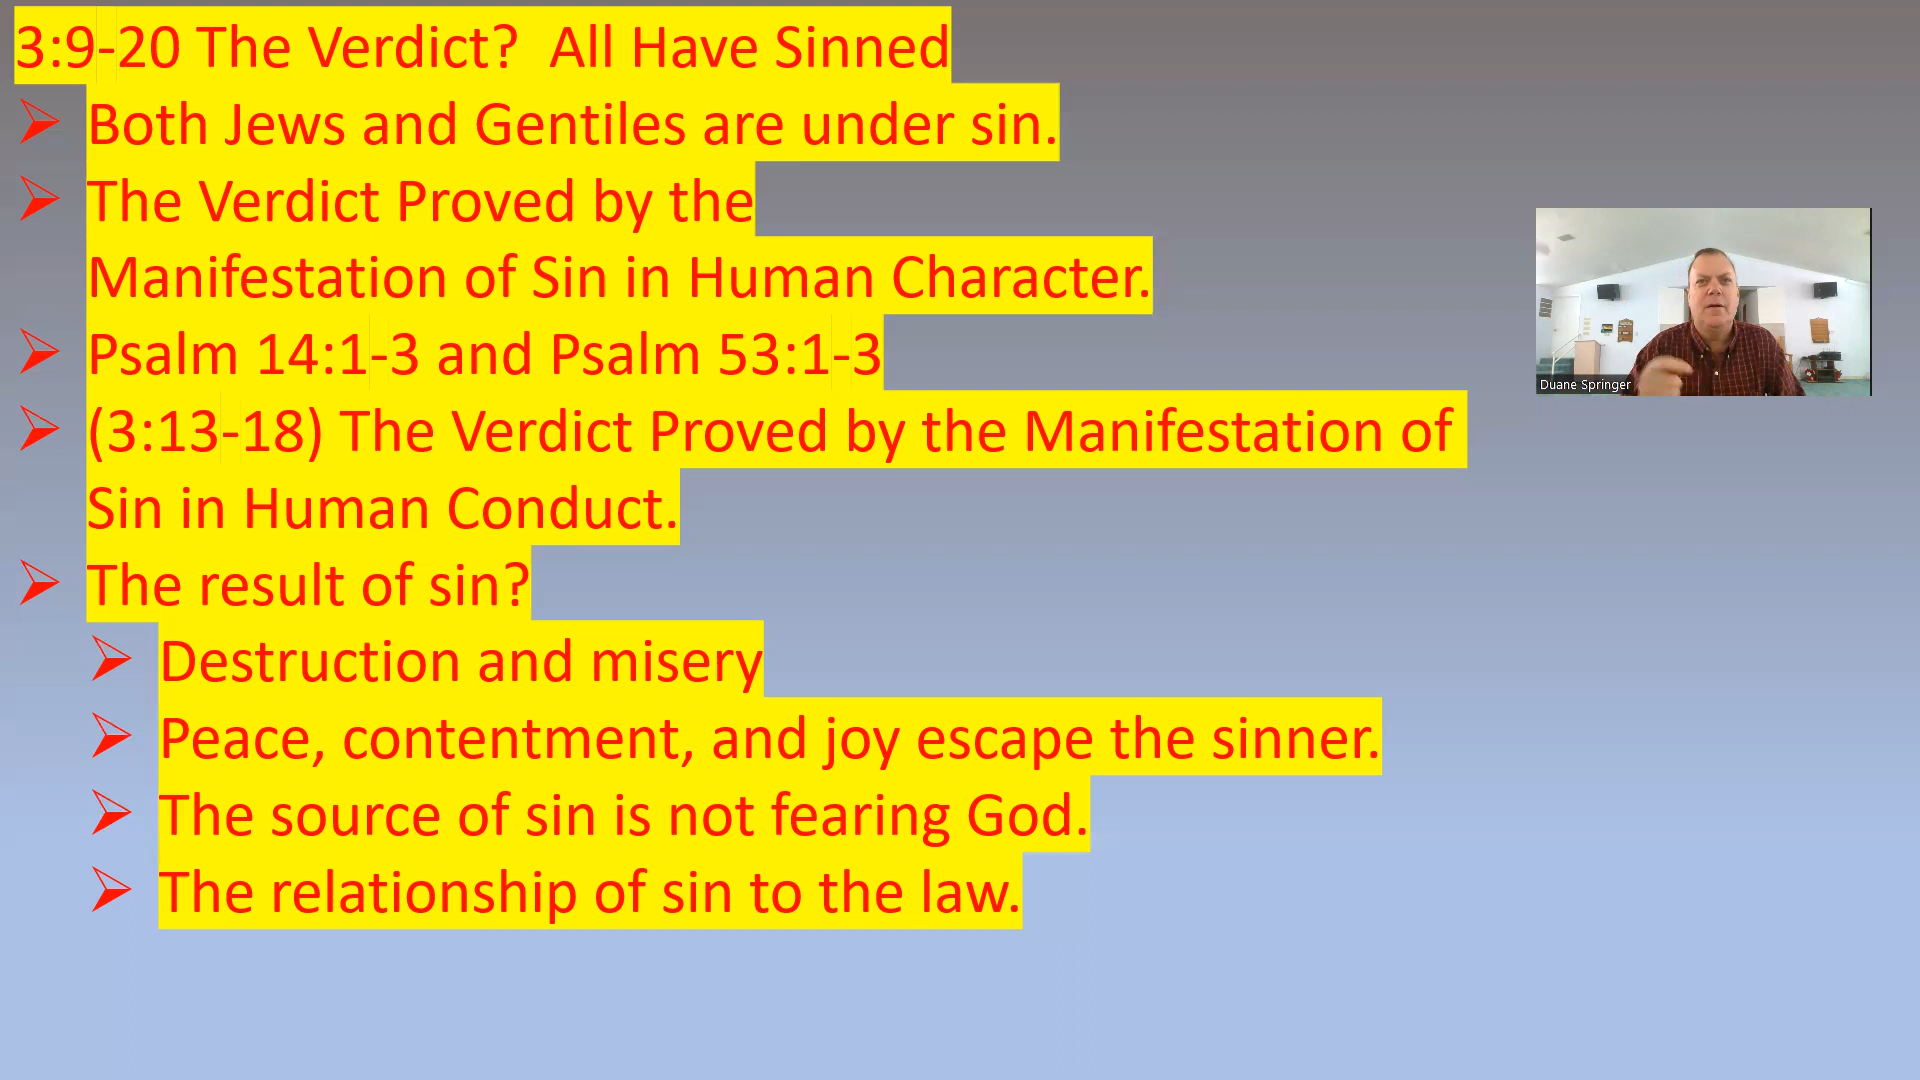 3:9-20 The Verdict?  All Have Sinned
➢ Both Jews and Gentiles are under sin.
➢ The Verdict Proved by the
Manifestation of Sin in Human Character.
➢ Psalm 14:1-3 and Psalm 53:1-3
➢ (3:13-18) The Verdict Proved by the Manifestation of
Sin in Human Conduct.
➢ The result of sin?
➢ Destruction and misery
➢ Peace, contentment, and joy escape the sinner.
➢ The source of sin is not fearing God.
➢ The relationship of sin to the law.
Duane Springer